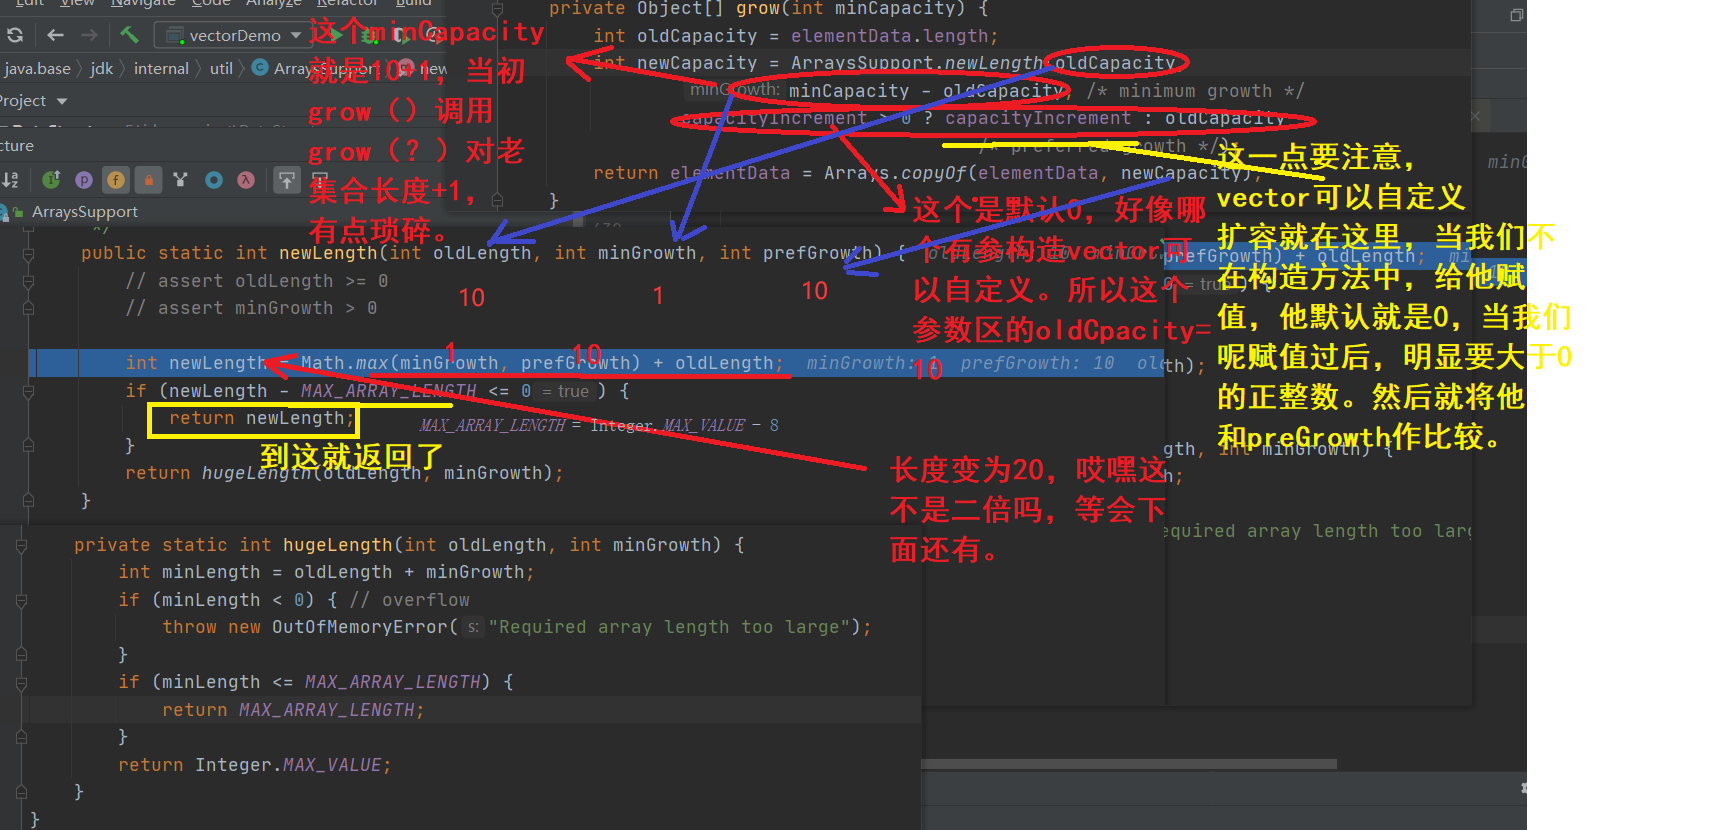 Edit View Navigate Code Analyze Refactor Build
vectorDemo
java.base jdk internal util ArraysSupport new
Project
cture
ArraysSupport
private Object[] grow(int minCapacity) {
int oldCapacity = elementData.length;
int newCapacity = ArraysSupport.newLength(oldCapacity,
minGrowth: minCapacity - oldCapacity, /* minimum growth */
capacityIncrement > 0 ? capacityIncrement : oldCapacity
/* preferred growth */);
return elementData = Arrays.copyOf(elementData, newCapacity);
}
这个minCapacity
就是10+1，当初
grow（）调用
grow（？）对老
集合长度+1，
有点琐碎。
这个是默认0，好像哪
个有参构造vector可
以自定义。所以这个
参数区的oldCpacity=
10
这一点要注意，
vector可以自定义
扩容就在这里，当我们不
在构造方法中，给他赋
值，他默认就是0，当我们
呢赋值过后，明显要大于0
的正整数。然后就将他
和preGrowth作比较。
public static int newLength(int oldLength, int minGrowth, int prefGrowth) {
// assert oldLength >= 0
// assert minGrowth > 0
10
1
10
1
10
int newLength = Math.max(minGrowth, prefGrowth) + oldLength; minGrowth: 1 prefGrowth: 10 old
if (newLength - MAX_ARRAY_LENGTH <= 0 = true ) {
return newLength;
MAX_ARRAY_LENGTH = Integer.MAX_VALUE - 8
}
到这就返回了
return hugeLength(oldLength, minGrowth);
}
长度变为20，哎嘿这
不是二倍吗，等会下
面还有。
prefGrowth) + oldLength; mi
= true ) {
th);
gth, int minGrowth) {
h;
equired array length too larg
private static int hugeLength(int oldLength, int minGrowth) {
int minLength = oldLength + minGrowth;
if (minLength < 0) { // overflow
throw new OutOfMemoryError( s: "Required array length too large");
}
if (minLength <= MAX_ARRAY_LENGTH) {
return MAX_ARRAY_LENGTH;
}
return Integer.MAX_VALUE;
}
}